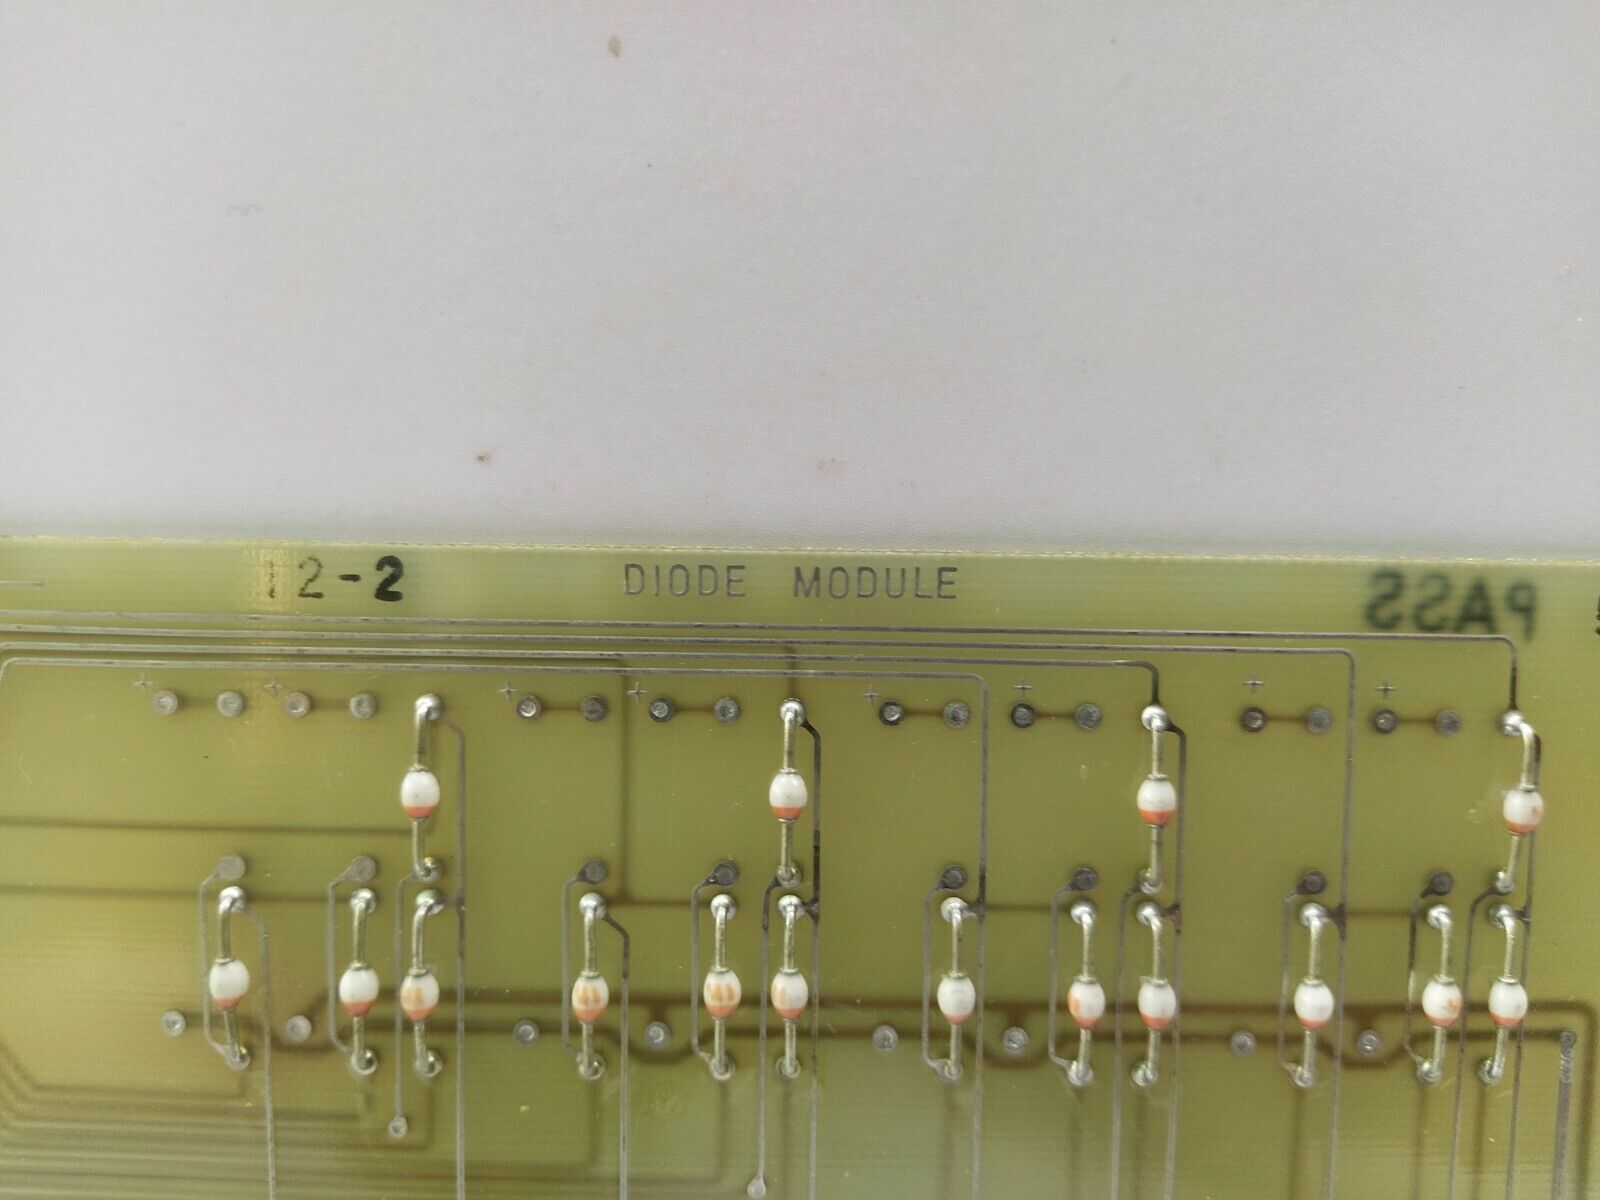 12-2 DIODE MODULE PASS